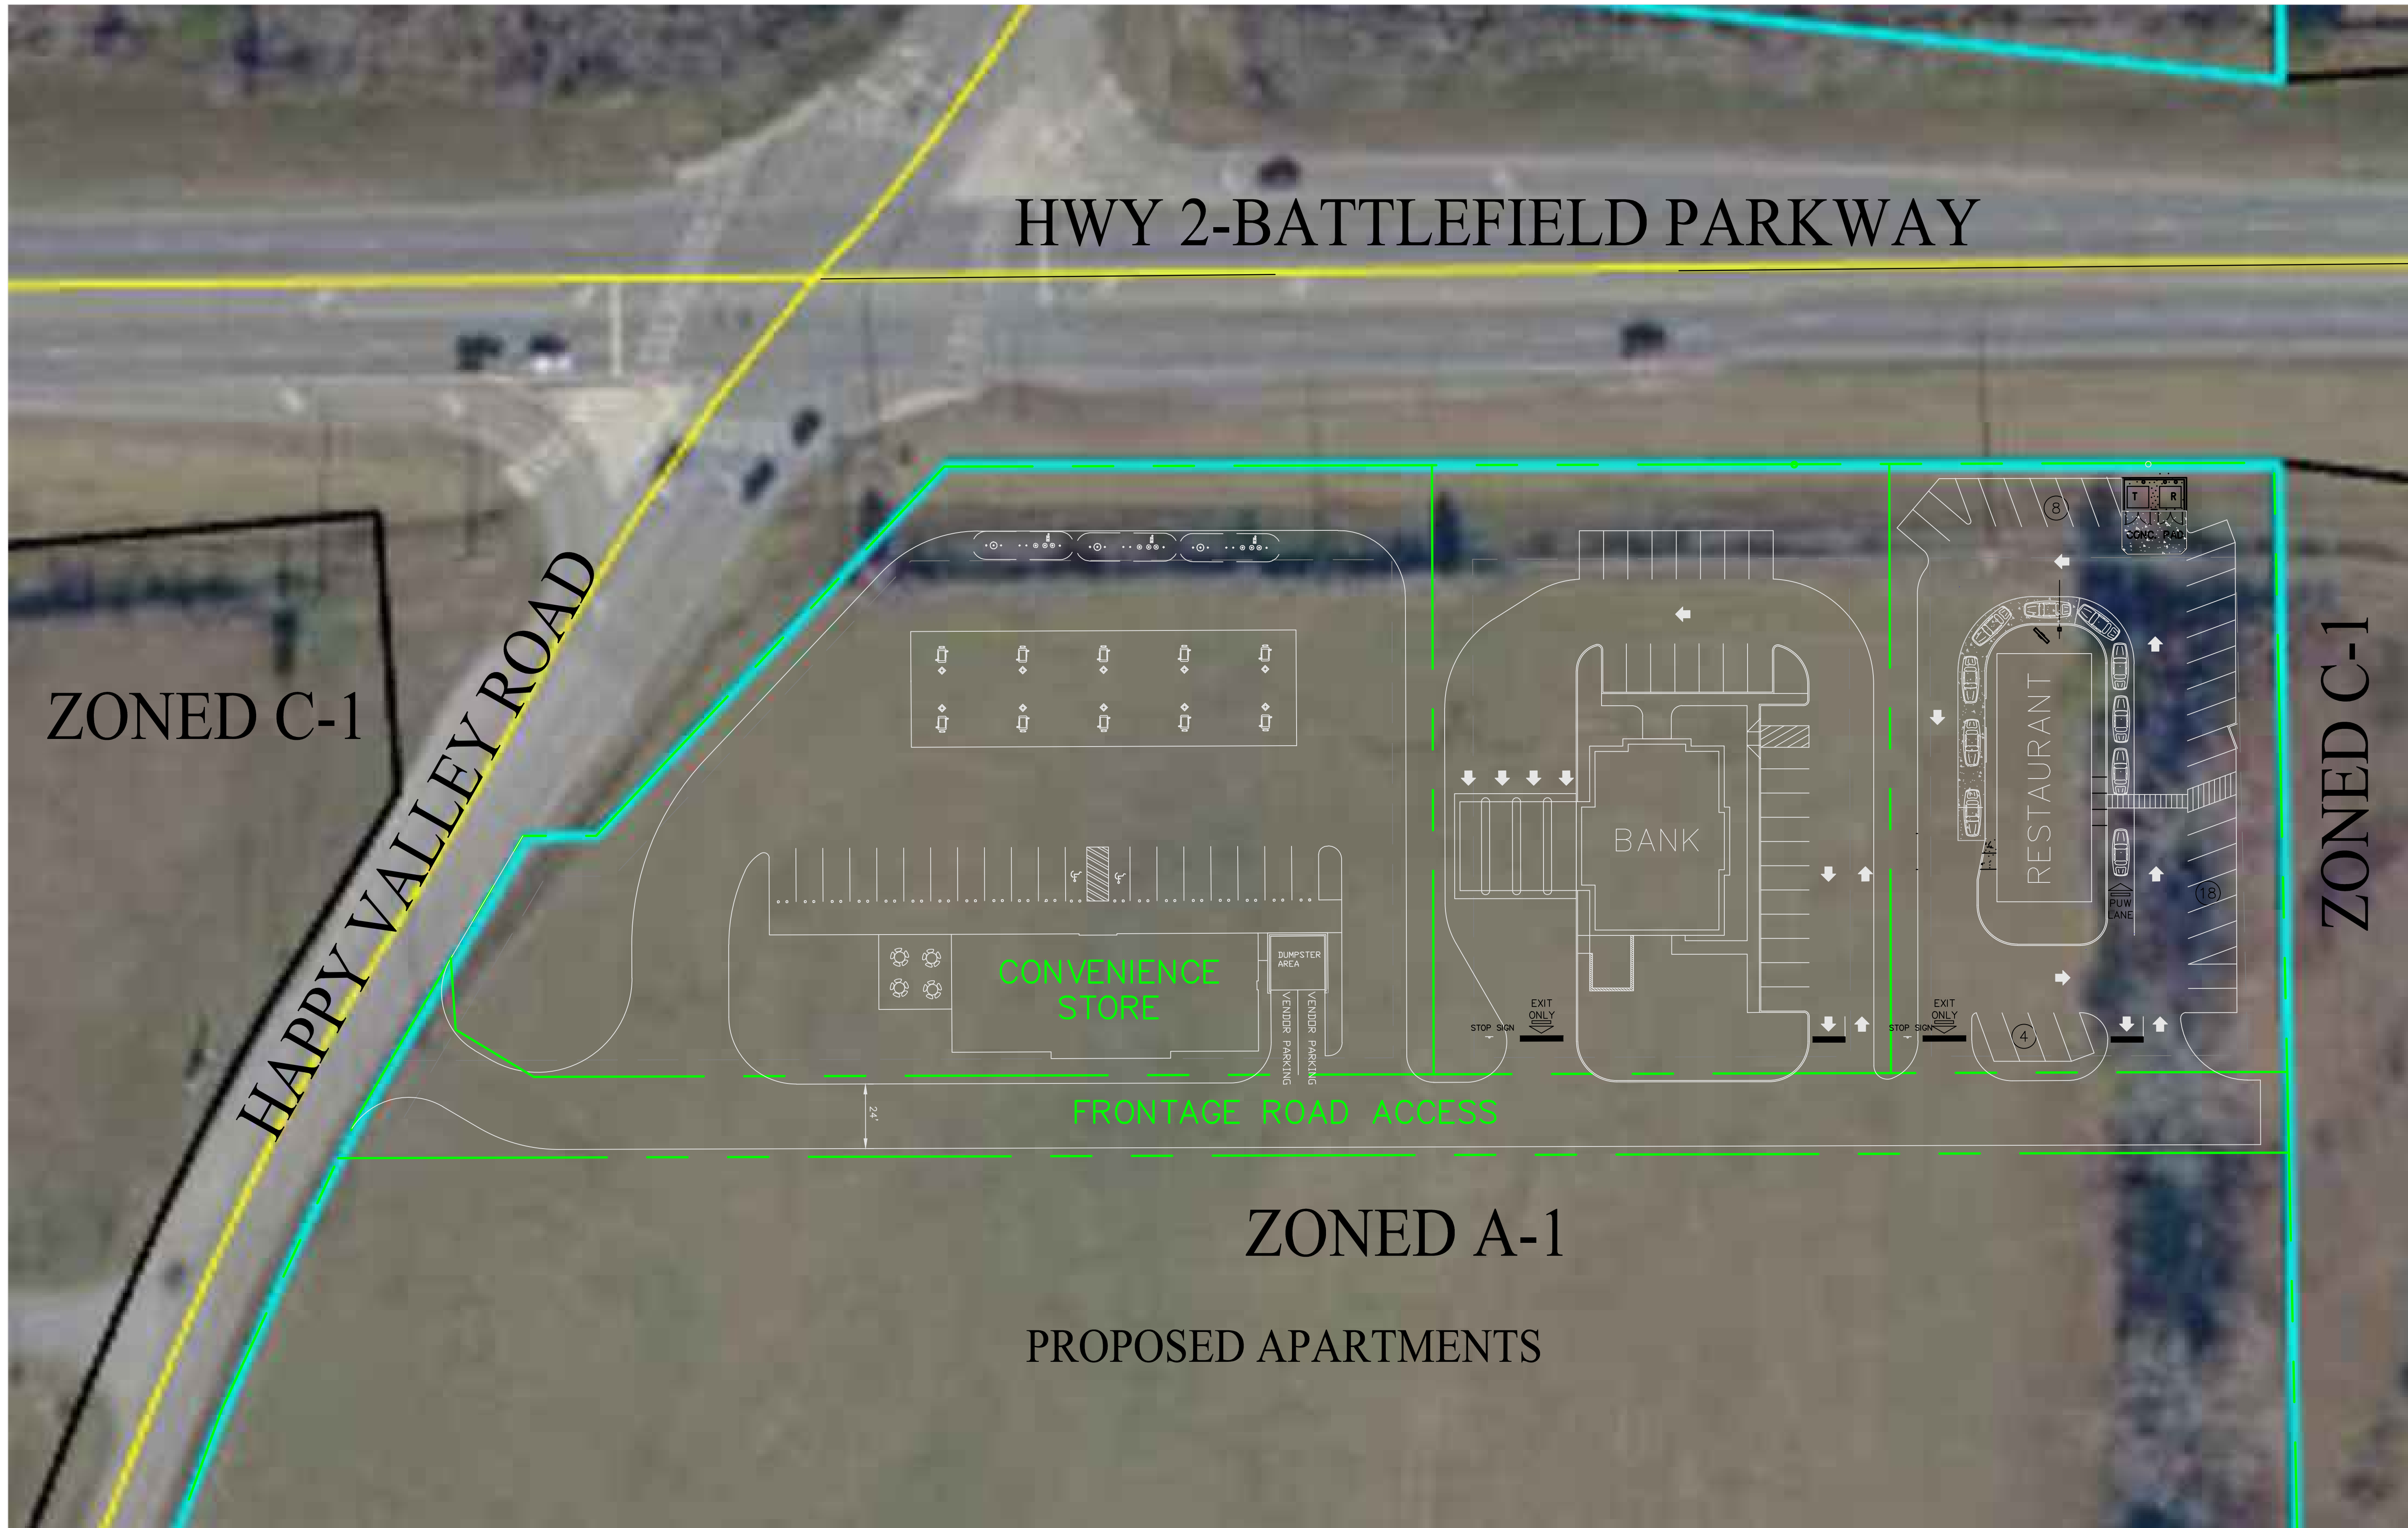 HWY 2-BATTLEFIELD PARKWAY
HAPPY VALLEY ROAD
ZONED C-1
ZONED C-1
8
T
R
CONC. PAD
BANK
RESTAURANT
18
PUW
LANE
CONVENIENCE
STORE
DUMPSTER
AREA
VENDOR PARKING
VENDOR PARKING
STOP SIGN
EXIT
ONLY
STOP SIGN
EXIT
ONLY
4
24'
FRONTAGE ROAD ACCESS
ZONED A-1
PROPOSED APARTMENTS